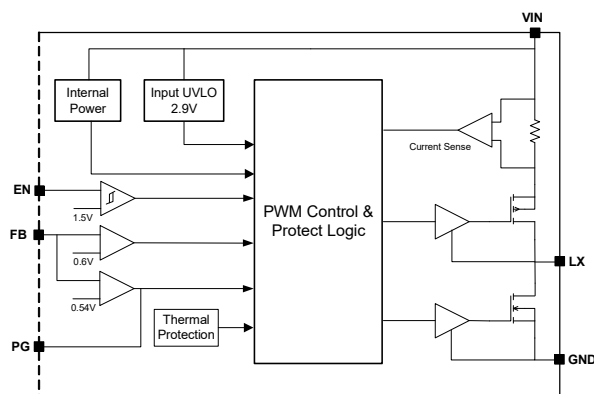 VIN
Internal
Power
Input UVLO
2.9V
Current Sense
EN
1.5V
PWM Control &
Protect Logic
FB
0.6V
LX
0.54V
Thermal
Protection
PG
GND